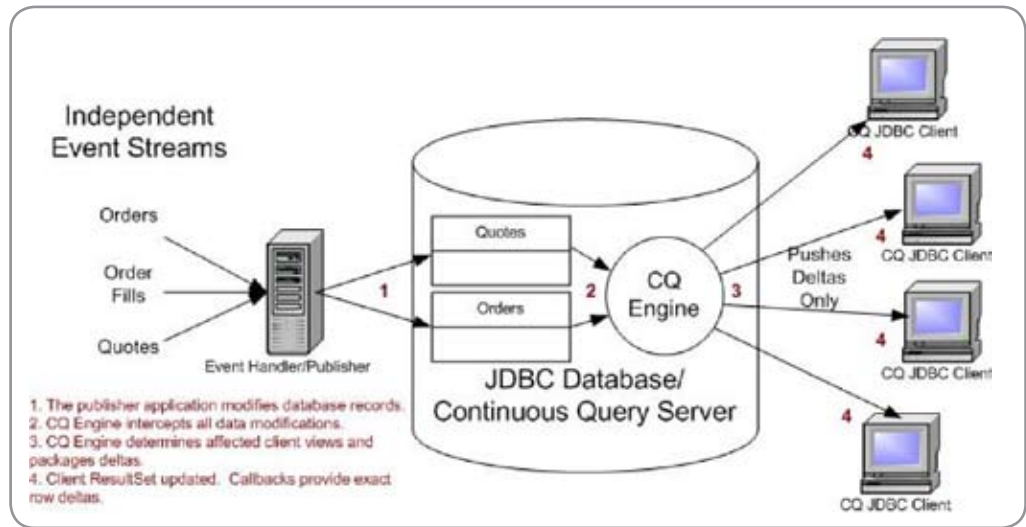 Independent
Event Streams
Orders
Order
Fills
Quotes
Event Handler/Publisher
1
Quotes
Orders
2
CQ
Engine
3
JDBC Database/
Continuous Query Server
Pushes
Deltas
Only
4
CQ JDBC Client
4
CQ JDBC Client
4
CQ JDBC Client
4
CQ JDBC Client
1. The publisher application modifies database records.
2. CQ Engine intercepts all data modifications.
3. CQ Engine determines affected client views and
packages deltas.
4. Client ResultSet updated. Callbacks provide exact
row deltas.